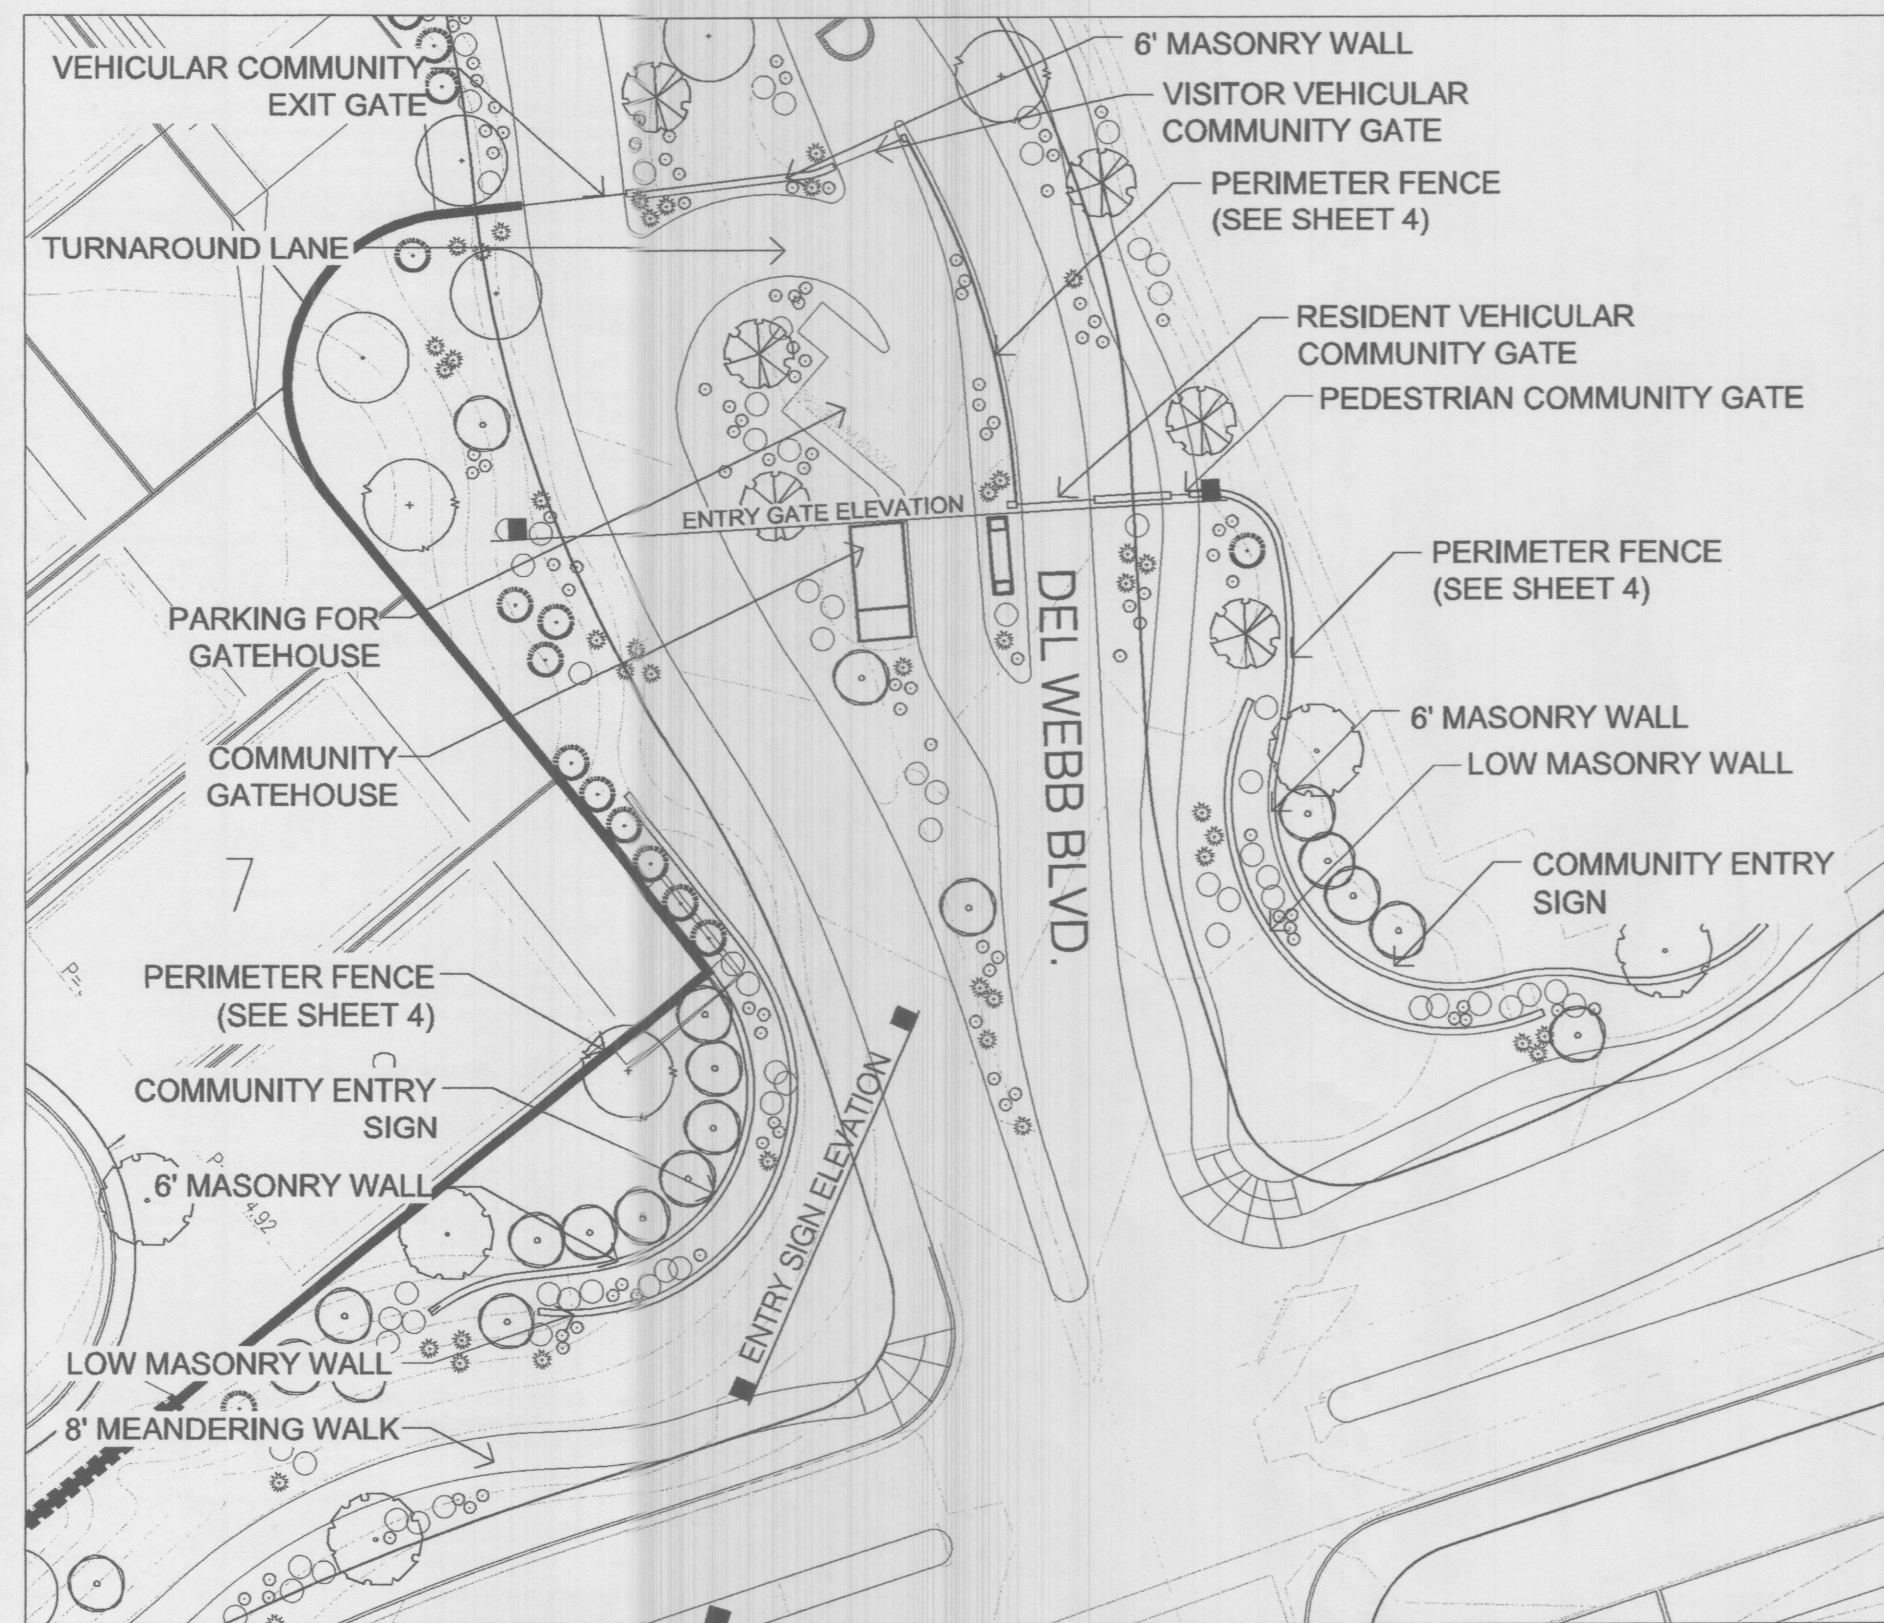 VEHICULAR COMMUNITY
EXIT GATE
6' MASONRY WALL
VISITOR VEHICULAR
COMMUNITY GATE
PERIMETER FENCE
(SEE SHEET 4)
TURNAROUND LANE
RESIDENT VEHICULAR
COMMUNITY GATE
PEDESTRIAN COMMUNITY GATE
ENTRY GATE ELEVATION
PERIMETER FENCE
(SEE SHEET 4)
PARKING FOR
GATEHOUSE
DEL WEBB BLVD.
6' MASONRY WALL
LOW MASONRY WALL
COMMUNITY
GATEHOUSE
COMMUNITY ENTRY
SIGN
7
PERIMETER FENCE
(SEE SHEET 4)
COMMUNITY ENTRY
SIGN
6' MASONRY WALL
ENTRY SIGN ELEVATION
LOW MASONRY WALL
8' MEANDERING WALK